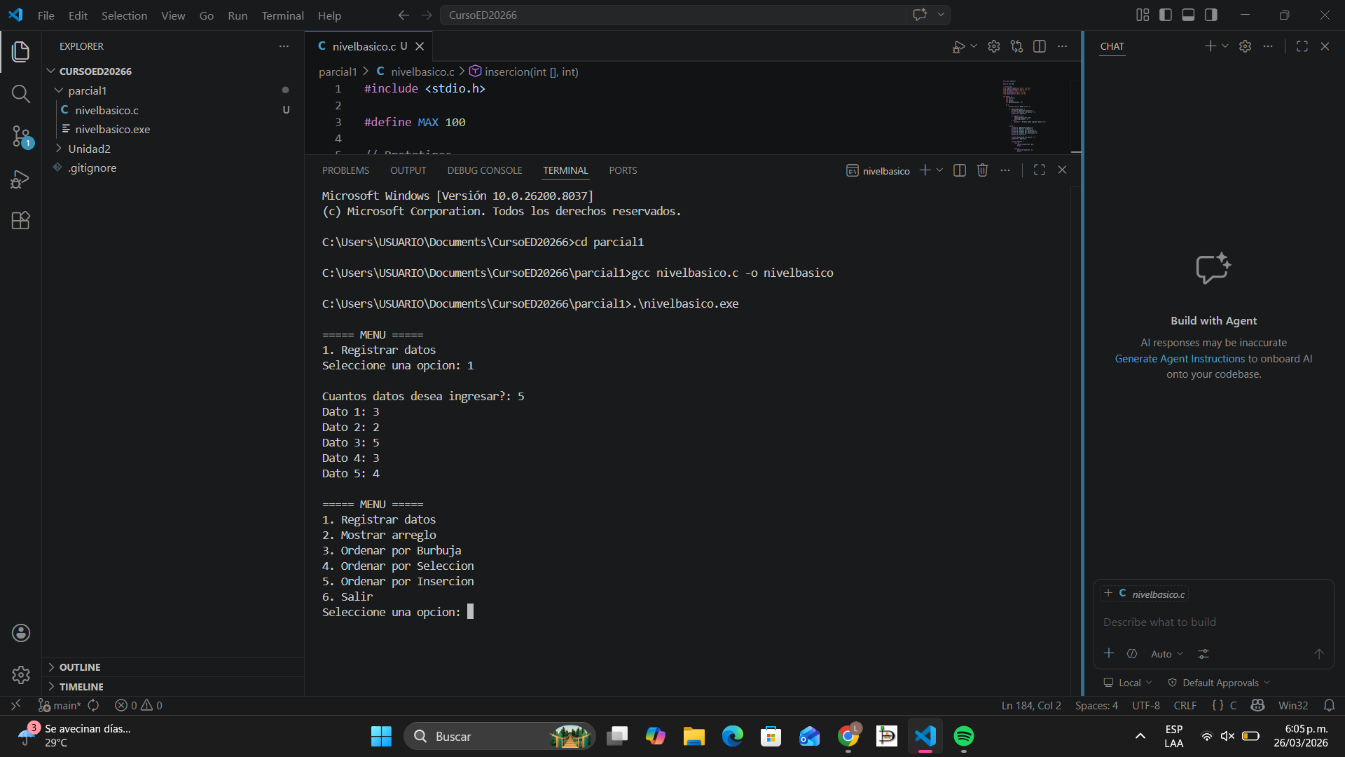 File Edit Selection View Go Run Terminal Help
CursoED20266
EXPLORER
CURSOED20266
parcial1
C nivelbasico.c U
nivelbasico.exe
Unidad2
.gitignore
OUTLINE
TIMELINE
C nivelbasico.c U
parcial1 > C nivelbasico.c > insercion(int [], int)
1 #include <stdio.h>
2
3 #define MAX 100
4
PROBLEMS OUTPUT DEBUG CONSOLE TERMINAL PORTS
nivelbasico
Microsoft Windows [Versión 10.0.26200.8037]
(c) Microsoft Corporation. Todos los derechos reservados.
C:\Users\USUARIO\Documents\CursoED20266>cd parcial1
C:\Users\USUARIO\Documents\CursoED20266\parcial1>gcc nivelbasico.c -o nivelbasico
C:\Users\USUARIO\Documents\CursoED20266\parcial1>.\nivelbasico.exe
===== MENU =====
1. Registrar datos
Seleccione una opcion: 1
Cuantos datos desea ingresar?: 5
Dato 1: 3
Dato 2: 2
Dato 3: 5
Dato 4: 3
Dato 5: 4
===== MENU =====
1. Registrar datos
2. Mostrar arreglo
3. Ordenar por Burbuja
4. Ordenar por Seleccion
5. Ordenar por Insercion
6. Salir
Seleccione una opcion:
CHAT
Build with Agent
AI responses may be inaccurate
Generate Agent Instructions to onboard AI
onto your codebase.
C nivelbasico.c
Describe what to build
Auto
Local Default Approvals
1
main* 0 0
Ln 184, Col 2 Spaces: 4 UTF-8 CRLF {} C Win32
3
Se avecinan días...
29°C
Buscar
L
ESP
LAA
6:05 p.m.
26/03/2026